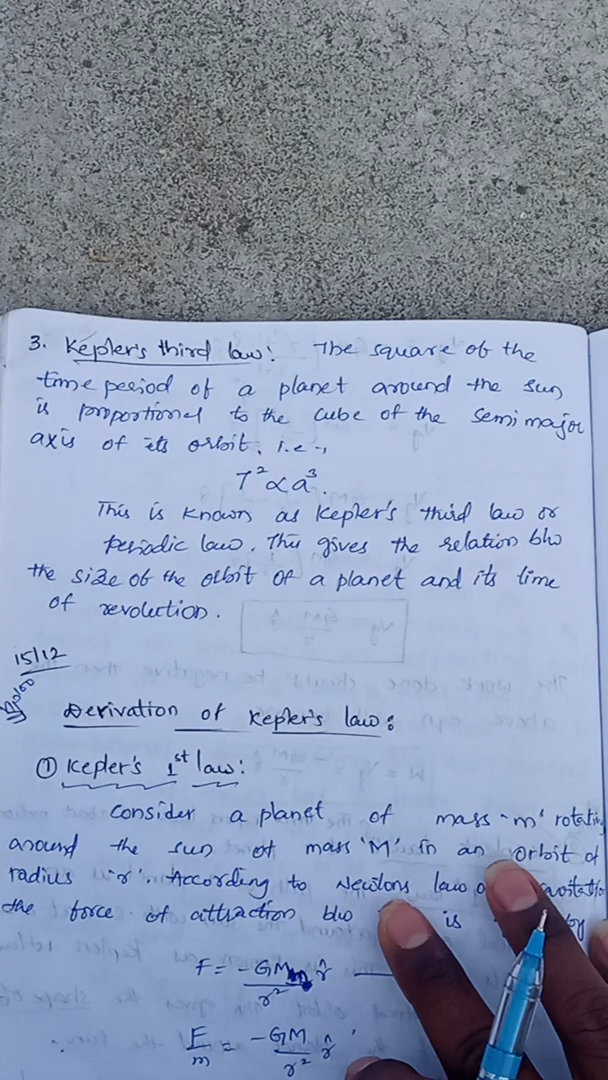 3. Kepler's third law: The square of the
time period of a planet around the sun
is proportional to the cube of the semi major
axis of its orbit. i.e.,
T² ∝ a³.
This is known as Kepler's third law or
periodic law. This gives the relation b/w
the size of the orbit of a planet and its time
of revolution.
15/12
Derivation of Kepler's law:
① Kepler's 1st law:
Consider a planet of mass 'm' rotating
around the sun of mass 'M' in an orbit of
radius 'r'. According to Newtons law
the force of attraction b/w is by
F = -GMm/r² r̂
F/m = -GM/r² r̂